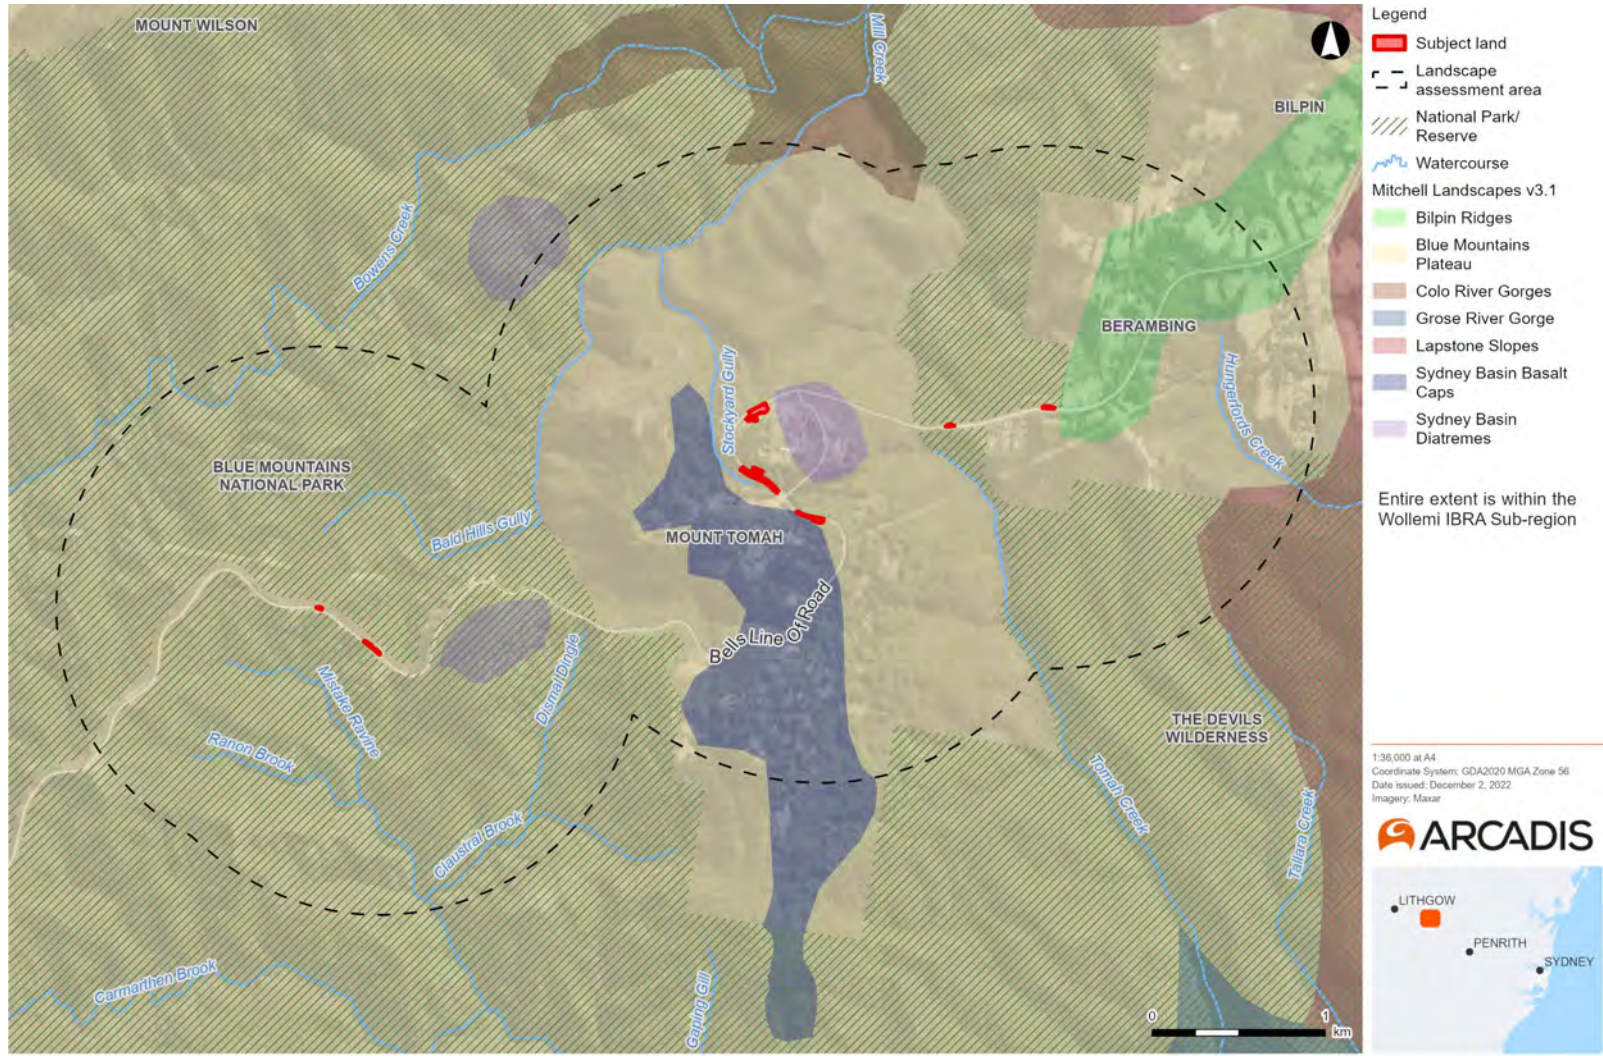 MOUNT WILSON
Mill Creek
BILPIN
Bowens Creek
BERAMBING
Stockyard Gully
Hungerfords Creek
BLUE MOUNTAINS
NATIONAL PARK
Bald Hills Gully
MOUNT TOMAH
Bells Line Of Road
Dismal Dingle
Mistake Ravine
Ranon Brook
THE DEVILS
WILDERNESS
Tomah Creek
Tallara Creek
Claustral Brook
Carmarthen Brook
Gaping Gill
0
1
km
Legend
Subject land
Landscape
assessment area
National Park/
Reserve
Watercourse
Mitchell Landscapes v3.1
Bilpin Ridges
Blue Mountains
Plateau
Colo River Gorges
Grose River Gorge
Lapstone Slopes
Sydney Basin Basalt
Caps
Sydney Basin
Diatremes
Entire extent is within the
Wollemi IBRA Sub-region
1:36,000 at A4
Coordinate System: GDA2020 MGA Zone 56
Date issued: December 2, 2022
Imagery: Maxar
ARCADIS
LITHGOW
PENRITH
SYDNEY